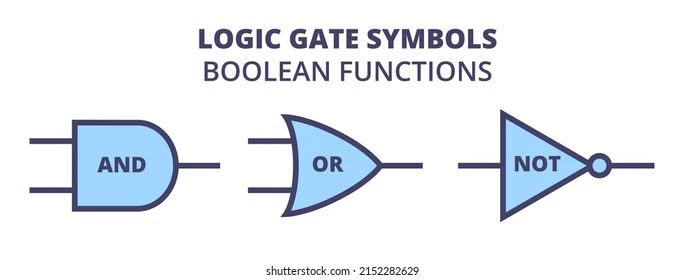 LOGIC GATE SYMBOLS
BOOLEAN FUNCTIONS
AND OR NOT
shutterstock.com · 2152282629